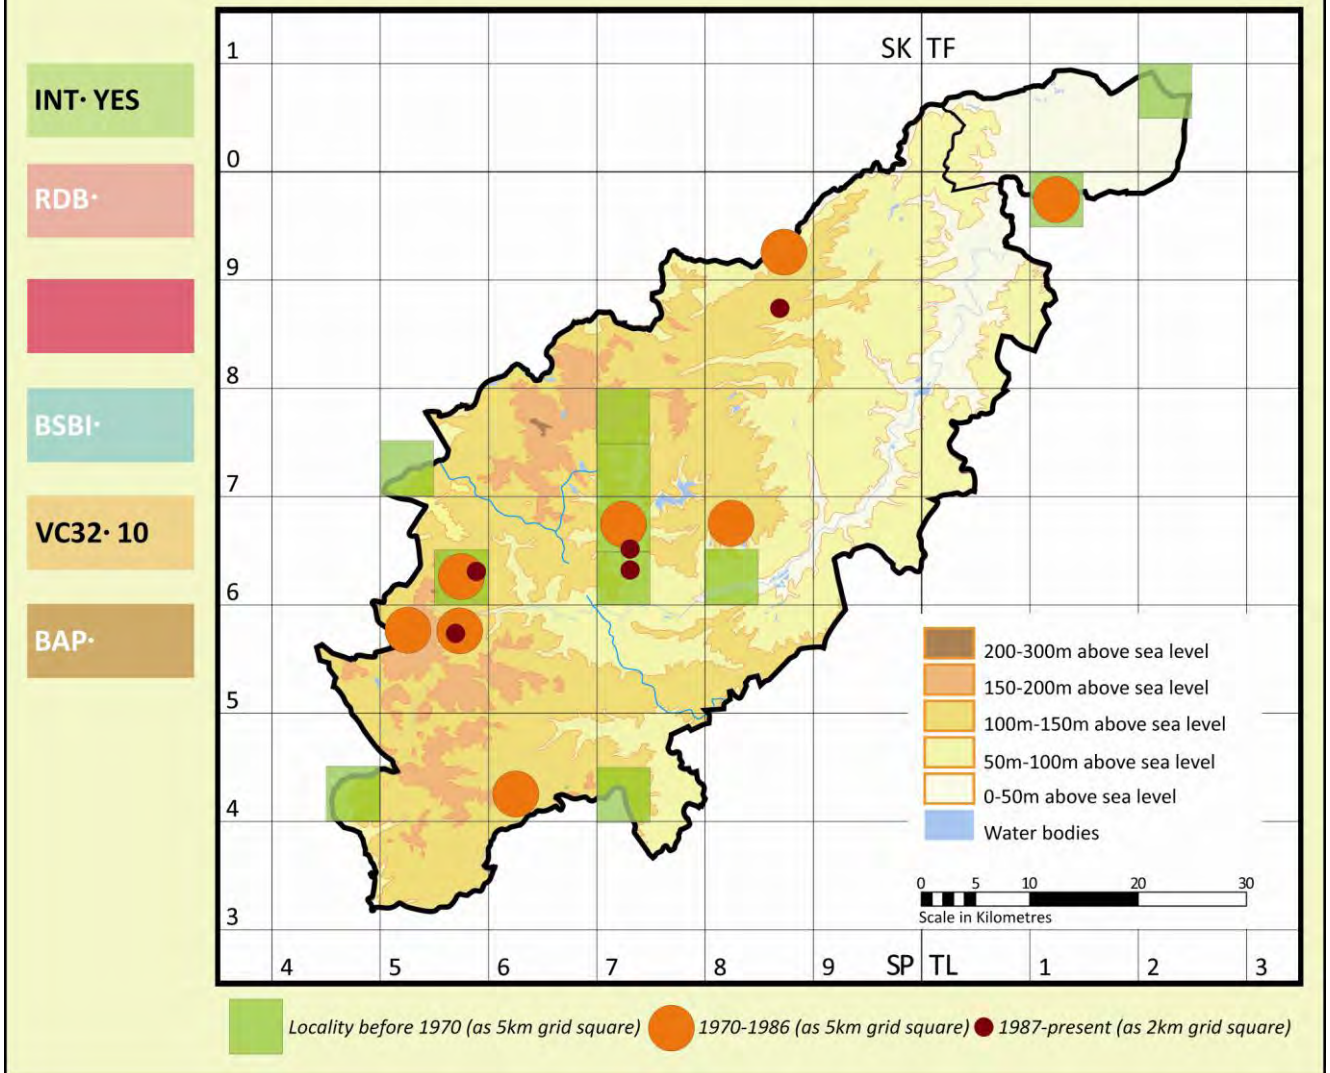 INT· YES
RDB·
BSBI·
VC32· 10
BAP·
SK TF
1
0
9
8
7
6
5
4
3
4 5 6 7 8 9 SP TL 1 2 3
200-300m above sea level
150-200m above sea level
100m-150m above sea level
50m-100m above sea level
0-50m above sea level
Water bodies
0 5 10 20 30
Scale in Kilometres
Locality before 1970 (as 5km grid square) 1970-1986 (as 5km grid square) 1987-present (as 2km grid square)